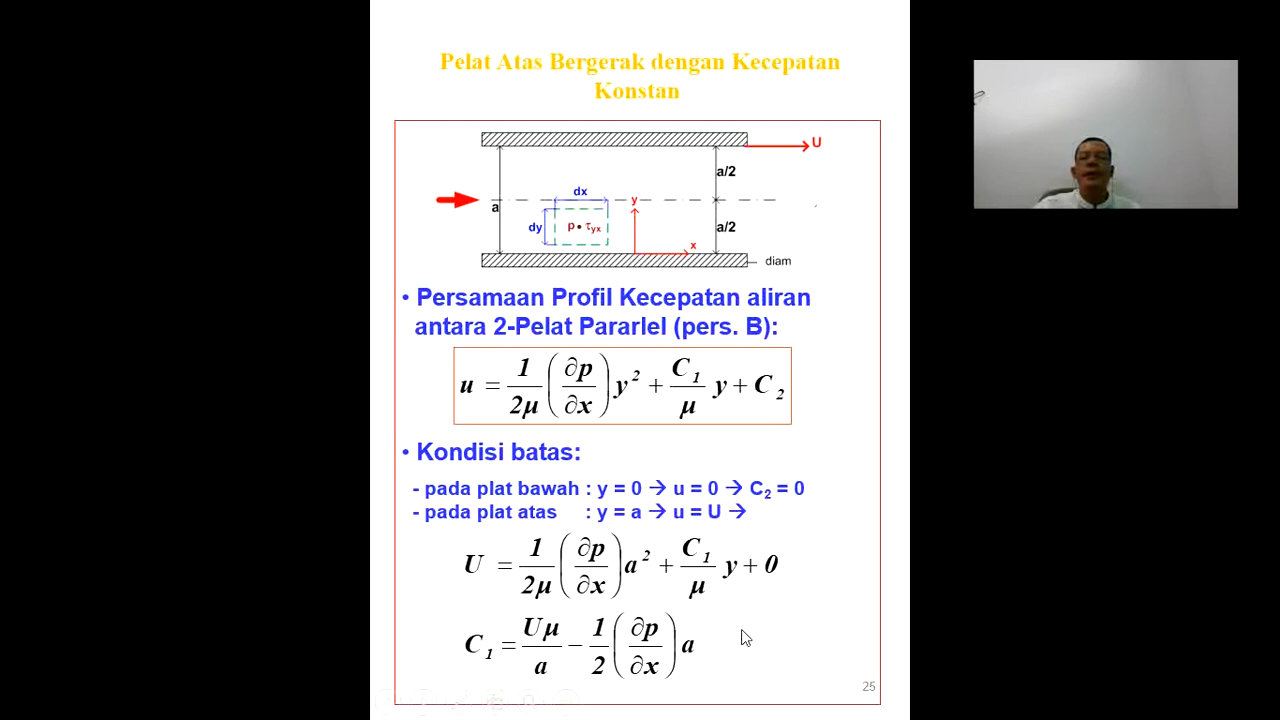 Pelat Atas Bergerak dengan Kecepatan
Konstan
U
a/2
dx
y
a
dy
p• τyx
a/2
x
diam
• Persamaan Profil Kecepatan aliran
antara 2-Pelat Pararlel (pers. B):
u = 1/2μ (∂p/∂x) y² + C₁/μ y + C₂
• Kondisi batas:
- pada plat bawah : y = 0 → u = 0 → C₂ = 0
- pada plat atas : y = a → u = U →
U = 1/2μ (∂p/∂x) a² + C₁/μ y + 0
C₁ = Uμ/a − 1/2 (∂p/∂x) a
25